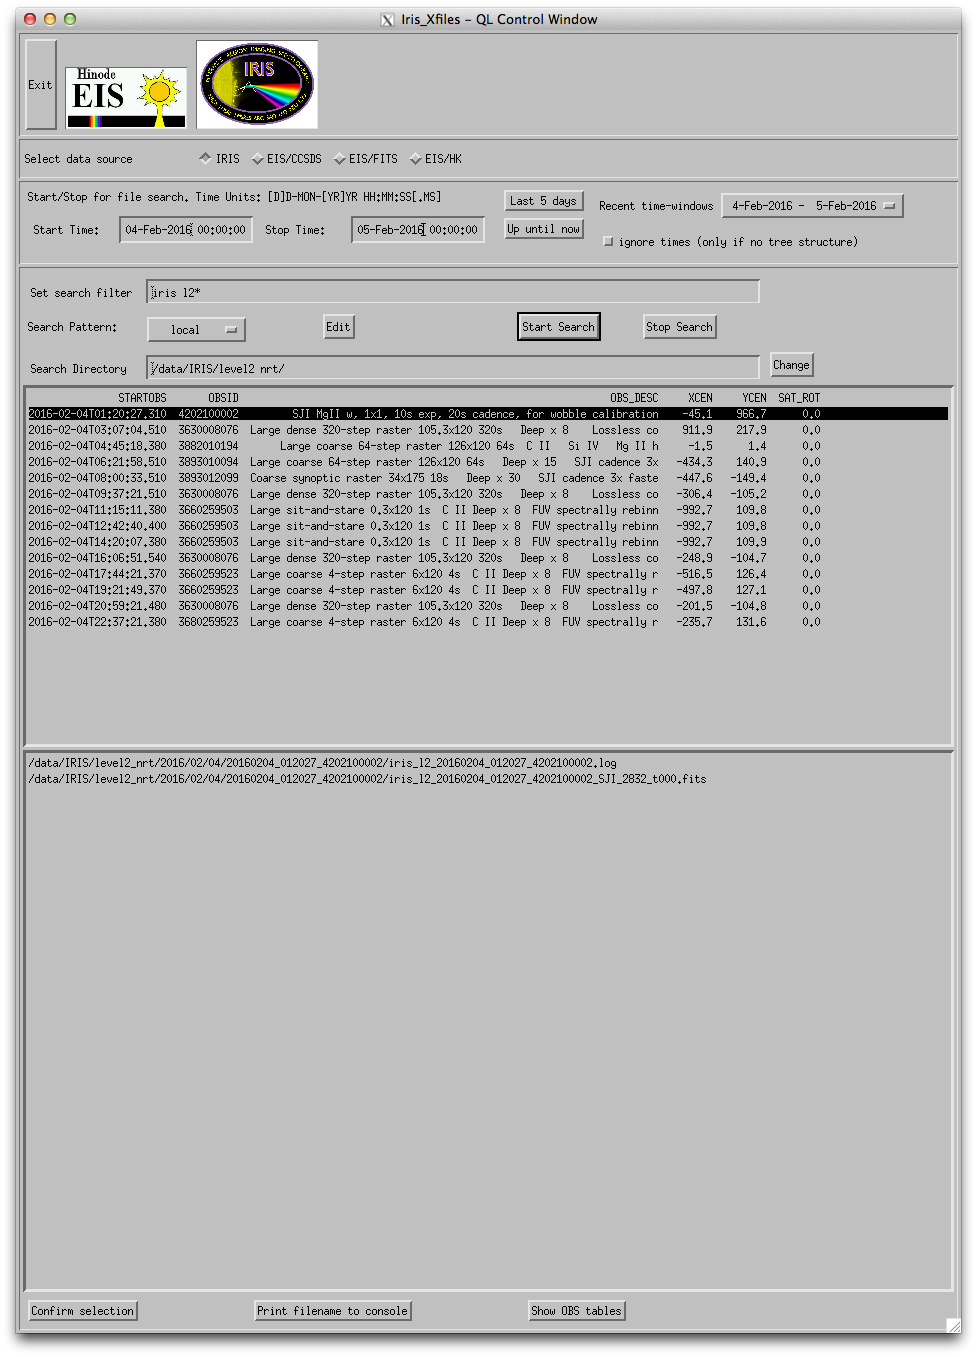 Iris_Xfiles – QL Control Window
Exit
Hinode
EIS
IRIS
Select data source IRIS EIS/CCSDS EIS/FITS EIS/HK
Start/Stop for file search. Time Units: [D]D-MON-[YR]YR HH:MM:SS[.MS]
Last 5 days
Recent time-windows 4-Feb-2016 - 5-Feb-2016
Start Time: 04-Feb-2016 00:00:00 Stop Time: 05-Feb-2016 00:00:00
Up until now
ignore times (only if no tree structure)
Set search filter iris l2*
Search Pattern: local Edit Start Search Stop Search
Search Directory /data/IRIS/level2 nrt/ Change
STARTOBS OBSID OBS_DESC XCEN YCEN SAT_ROT
2016-02-04T01:20:27.310 4202100002 SJI MgII w, 1x1, 10s exp, 20s cadence, for wobble calibration -45.1 966.7 0.0
2016-02-04T03:07:04.510 3630008076 Large dense 320-step raster 105.3x120 320s Deep x 8 Lossless co 911.9 217.9 0.0
2016-02-04T04:45:18.380 3882010194 Large coarse 64-step raster 126x120 64s C II Si IV Mg II h -1.5 1.4 0.0
2016-02-04T06:21:58.510 3893010094 Large coarse 64-step raster 126x120 64s Deep x 15 SJI cadence 3x -434.3 140.9 0.0
2016-02-04T08:00:33.510 3893012099 Coarse synoptic raster 34x175 18s Deep x 30 SJI cadence 3x faste -447.6 -149.4 0.0
2016-02-04T09:37:21.510 3630008076 Large dense 320-step raster 105.3x120 320s Deep x 8 Lossless co -306.4 -105.2 0.0
2016-02-04T11:15:11.380 3660259503 Large sit-and-stare 0.3x120 1s C II Deep x 8 FUV spectrally rebinn -992.7 109.8 0.0
2016-02-04T12:42:40.400 3660259503 Large sit-and-stare 0.3x120 1s C II Deep x 8 FUV spectrally rebinn -992.7 109.8 0.0
2016-02-04T14:20:07.380 3660259503 Large sit-and-stare 0.3x120 1s C II Deep x 8 FUV spectrally rebinn -992.7 109.9 0.0
2016-02-04T16:06:51.540 3630008076 Large dense 320-step raster 105.3x120 320s Deep x 8 Lossless co -248.9 -104.7 0.0
2016-02-04T17:44:21.370 3660259523 Large coarse 4-step raster 6x120 4s C II Deep x 8 FUV spectrally r -516.5 126.4 0.0
2016-02-04T19:21:49.370 3660259523 Large coarse 4-step raster 6x120 4s C II Deep x 8 FUV spectrally r -497.8 127.1 0.0
2016-02-04T20:59:21.480 3630008076 Large dense 320-step raster 105.3x120 320s Deep x 8 Lossless co -201.5 -104.8 0.0
2016-02-04T22:37:21.380 3680259523 Large coarse 4-step raster 6x120 4s C II Deep x 8 FUV spectrally r -235.7 131.6 0.0
/data/IRIS/level2_nrt/2016/02/04/20160204_012027_4202100002/iris_l2_20160204_012027_4202100002.log
/data/IRIS/level2_nrt/2016/02/04/20160204_012027_4202100002/iris_l2_20160204_012027_4202100002_SJI_2832_t000.fits
Confirm selection Print filename to console Show OBS tables